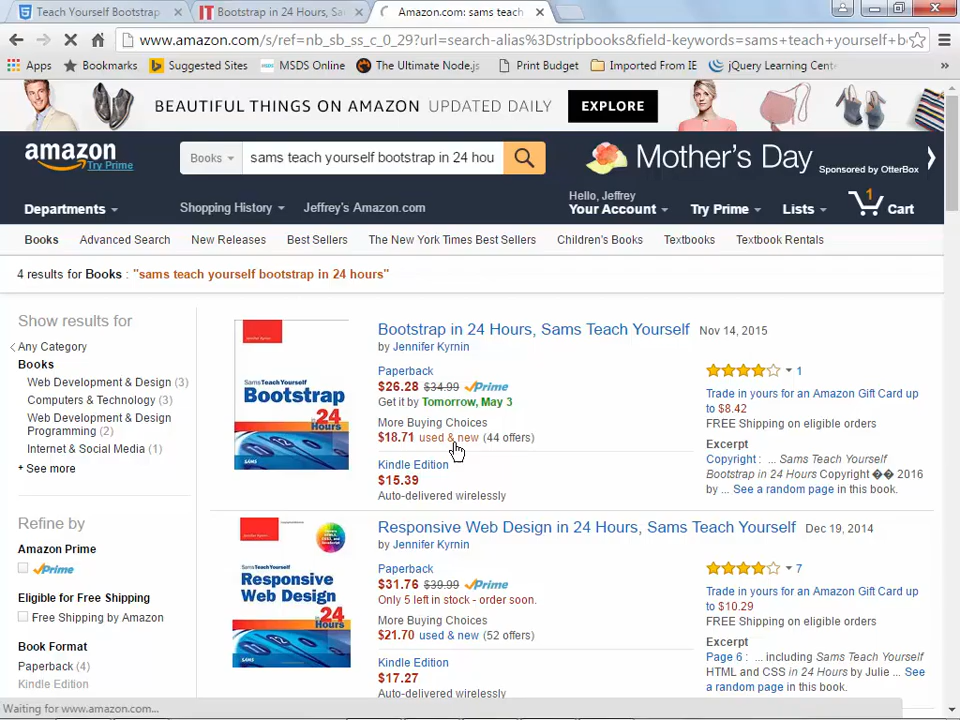 Teach Yourself Bootstrap
Bootstrap in 24 Hours, Sams
Amazon.com: sams teach
www.amazon.com/s/ref=nb_sb_ss_c_0_29?url=search-alias%3Dstripbooks&field-keywords=sams+teach+yourself+b
Apps Bookmarks Suggested Sites MSDS Online The Ultimate Node.js Print Budget Imported From IE jQuery Learning Cent »
BEAUTIFUL THINGS ON AMAZON UPDATED DAILY EXPLORE
amazon
Try Prime
Books sams teach yourself bootstrap in 24 hou
Mother's Day
Sponsored by OtterBox
Departments Shopping History Jeffrey's Amazon.com
Hello, Jeffrey
Your Account Try Prime Lists 1 Cart
Books Advanced Search New Releases Best Sellers The New York Times Best Sellers Children's Books Textbooks Textbook Rentals
4 results for Books : "sams teach yourself bootstrap in 24 hours"
Show results for
Any Category
Books
Web Development & Design (3)
Computers & Technology (3)
Web Development & Design
Programming (2)
Internet & Social Media (1)
+ See more
Refine by
Amazon Prime
Prime
Eligible for Free Shipping
Free Shipping by Amazon
Book Format
Paperback (4)
Kindle Edition
Jennifer Kyrnin
SamsTeachYourself
Bootstrap
in 24
Hours
Bootstrap in 24 Hours, Sams Teach Yourself Nov 14, 2015
by Jennifer Kyrnin
Paperback
$26.28 $34.99 Prime
Get it by Tomorrow, May 3
More Buying Choices
$18.71 used & new (44 offers)
Kindle Edition
$15.39
Auto-delivered wirelessly
1
Trade in yours for an Amazon Gift Card up
to $8.42
FREE Shipping on eligible orders
Excerpt
Copyright : ... Sams Teach Yourself
Bootstrap in 24 Hours Copyright �� 2016
by ... See a random page in this book.
Jennifer Kyrnin
SamsTeachYourself
Responsive
Web Design
in 24
Hours
SAMS
Responsive Web Design in 24 Hours, Sams Teach Yourself Dec 19, 2014
by Jennifer Kyrnin
Paperback
$31.76 $39.99 Prime
Only 5 left in stock - order soon.
More Buying Choices
$21.70 used & new (52 offers)
Kindle Edition
$17.27
Auto-delivered wirelessly
7
Trade in yours for an Amazon Gift Card up
to $10.29
FREE Shipping on eligible orders
Excerpt
Page 6 : ... including Sams Teach Yourself
HTML and CSS in 24 Hours by Julie ... See
a random page in this book.
Waiting for www.amazon.com...